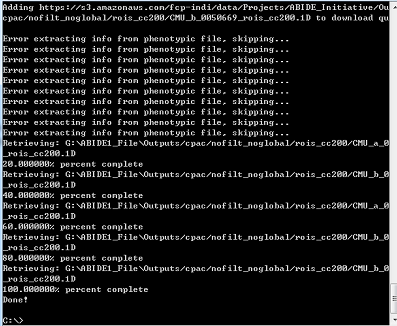 Adding https://s3.amazonaws.com/fcp-indi/data/Projects/ABIDE_Initiative/Ou
cpac/nofilt_noglobal/rois_cc200/CMU_b_0050669_rois_cc200.1D to download qu
Error extracting info from phenotypic file, skipping...
Error extracting info from phenotypic file, skipping...
Error extracting info from phenotypic file, skipping...
Error extracting info from phenotypic file, skipping...
Error extracting info from phenotypic file, skipping...
Error extracting info from phenotypic file, skipping...
Error extracting info from phenotypic file, skipping...
Error extracting info from phenotypic file, skipping...
Error extracting info from phenotypic file, skipping...
Retrieving: G:\ABIDE1_File\Outputs/cpac/nofilt_noglobal/rois_cc200/CMU_a_0
_rois_cc200.1D
20.000000% percent complete
Retrieving: G:\ABIDE1_File\Outputs/cpac/nofilt_noglobal/rois_cc200/CMU_b_0
_rois_cc200.1D
40.000000% percent complete
Retrieving: G:\ABIDE1_File\Outputs/cpac/nofilt_noglobal/rois_cc200/CMU_a_0
_rois_cc200.1D
60.000000% percent complete
Retrieving: G:\ABIDE1_File\Outputs/cpac/nofilt_noglobal/rois_cc200/CMU_b_0
_rois_cc200.1D
80.000000% percent complete
Retrieving: G:\ABIDE1_File\Outputs/cpac/nofilt_noglobal/rois_cc200/CMU_b_0
_rois_cc200.1D
100.000000% percent complete
Done!
C:\>